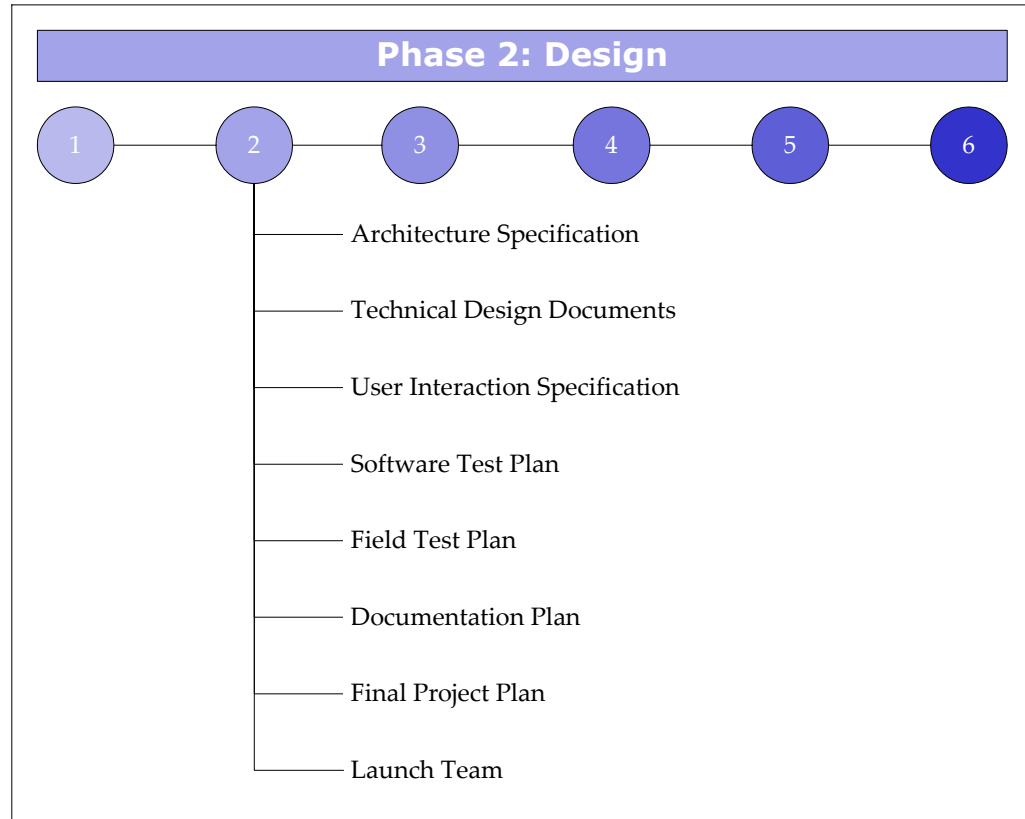 Phase 2: Design
1 2 3 4 5 6
Architecture Specification
Technical Design Documents
User Interaction Specification
Software Test Plan
Field Test Plan
Documentation Plan
Final Project Plan
Launch Team